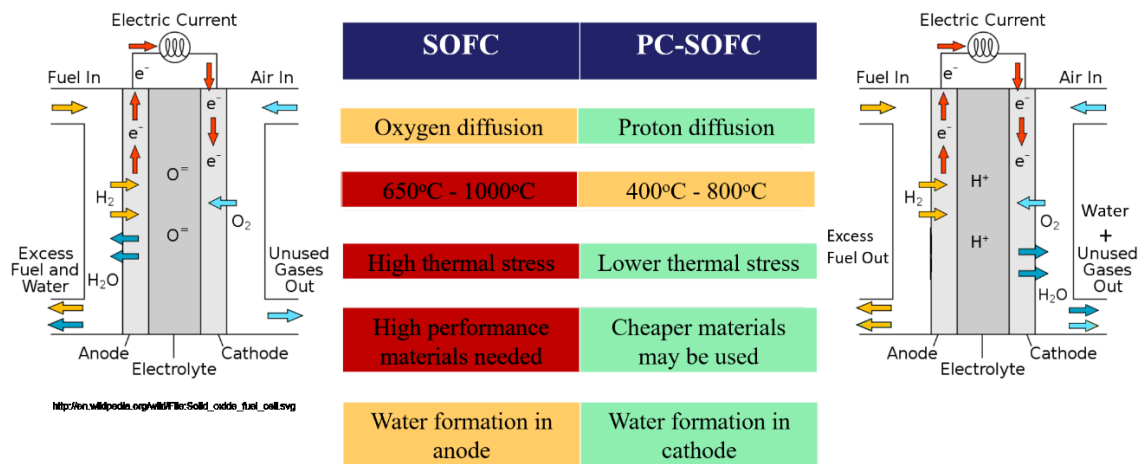 Electric Current
Fuel In
Air In
e⁻
e⁻
e⁻
e⁻
O⁼
O⁼
H₂
O₂
Excess
Fuel and
Water
H₂O
Unused
Gases
Out
Anode
Cathode
Electrolyte
http://en.wikipedia.org/wiki/File:Solid_oxide_fuel_cell.svg
SOFC
PC-SOFC
Oxygen diffusion
Proton diffusion
650ºC - 1000ºC
400ºC - 800ºC
High thermal stress
Lower thermal stress
High performance
materials needed
Cheaper materials
may be used
Water formation in
anode
Water formation in
cathode
Electric Current
Fuel In
Air In
e⁻
e⁻
e⁻
e⁻
H⁺
H⁺
H₂
O₂
Excess
Fuel Out
Water
+
Unused
Gases
Out
H₂O
Anode
Cathode
Electrolyte